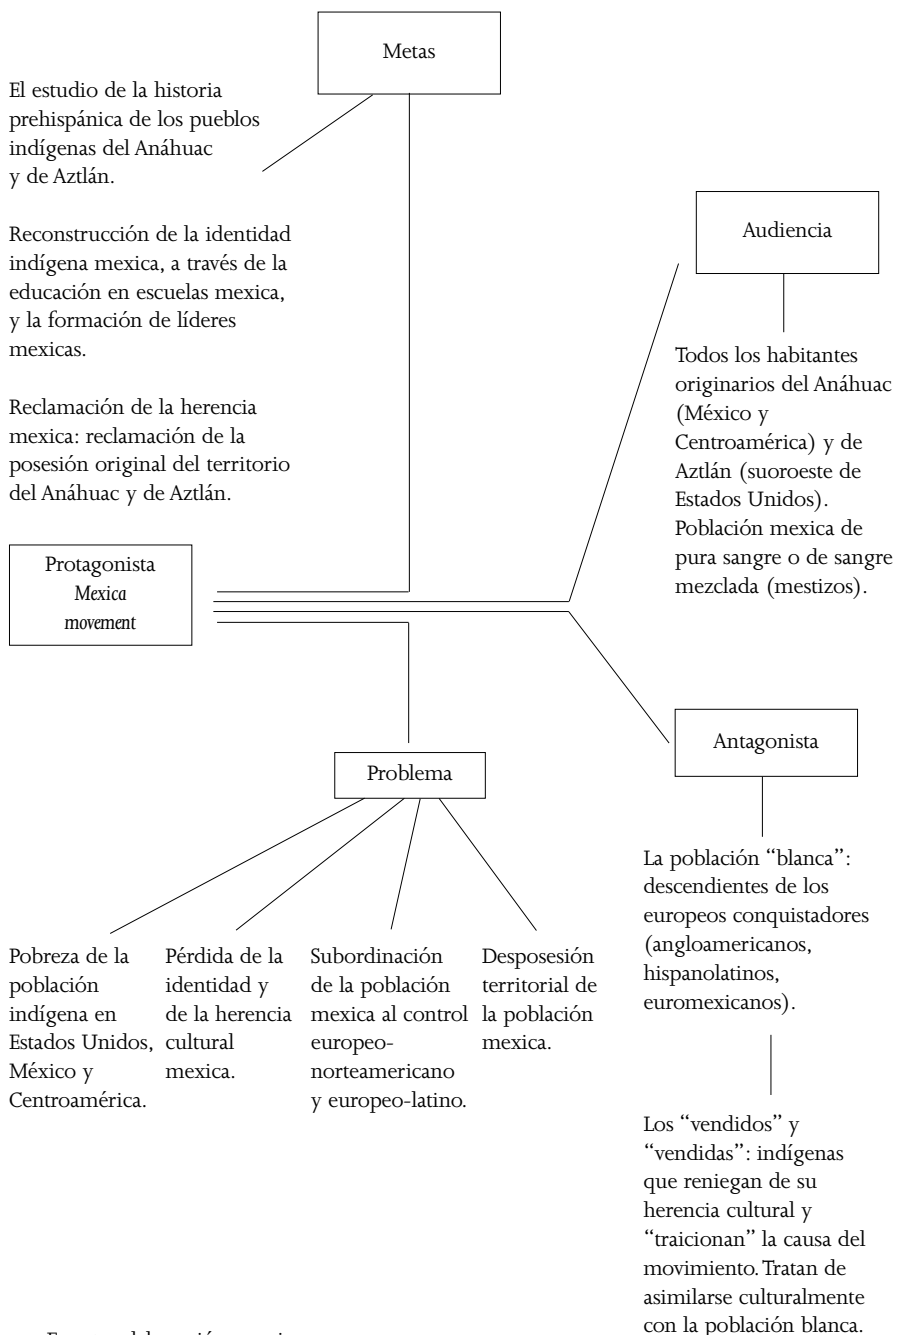 Metas
El estudio de la historia
prehispánica de los pueblos
indígenas del Anáhuac
y de Aztlán.
Reconstrucción de la identidad
indígena mexica, a través de la
educación en escuelas mexica,
y la formación de líderes
mexicas.
Reclamación de la herencia
mexica: reclamación de la
posesión original del territorio
del Anáhuac y de Aztlán.
Audiencia
Todos los habitantes
originarios del Anáhuac
(México y
Centroamérica) y de
Aztlán (suoroeste de
Estados Unidos).
Población mexica de
pura sangre o de sangre
mezclada (mestizos).
Protagonista
Mexica
movement
Problema
Pobreza de la
población
indígena en
Estados Unidos,
México y
Centroamérica.
Pérdida de la
identidad y
de la herencia
cultural
mexica.
Subordinación
de la población
mexica al control
europeo-
norteamericano
y europeo-latino.
Desposesión
territorial de
la población
mexica.
Antagonista
La población “blanca”:
descendientes de los
europeos conquistadores
(angloamericanos,
hispanolatinos,
euromexicanos).
Los “vendidos” y
“vendidas”: indígenas
que reniegan de su
herencia cultural y
“traicionan” la causa del
movimiento. Tratan de
asimilarse culturalmente
con la población blanca.